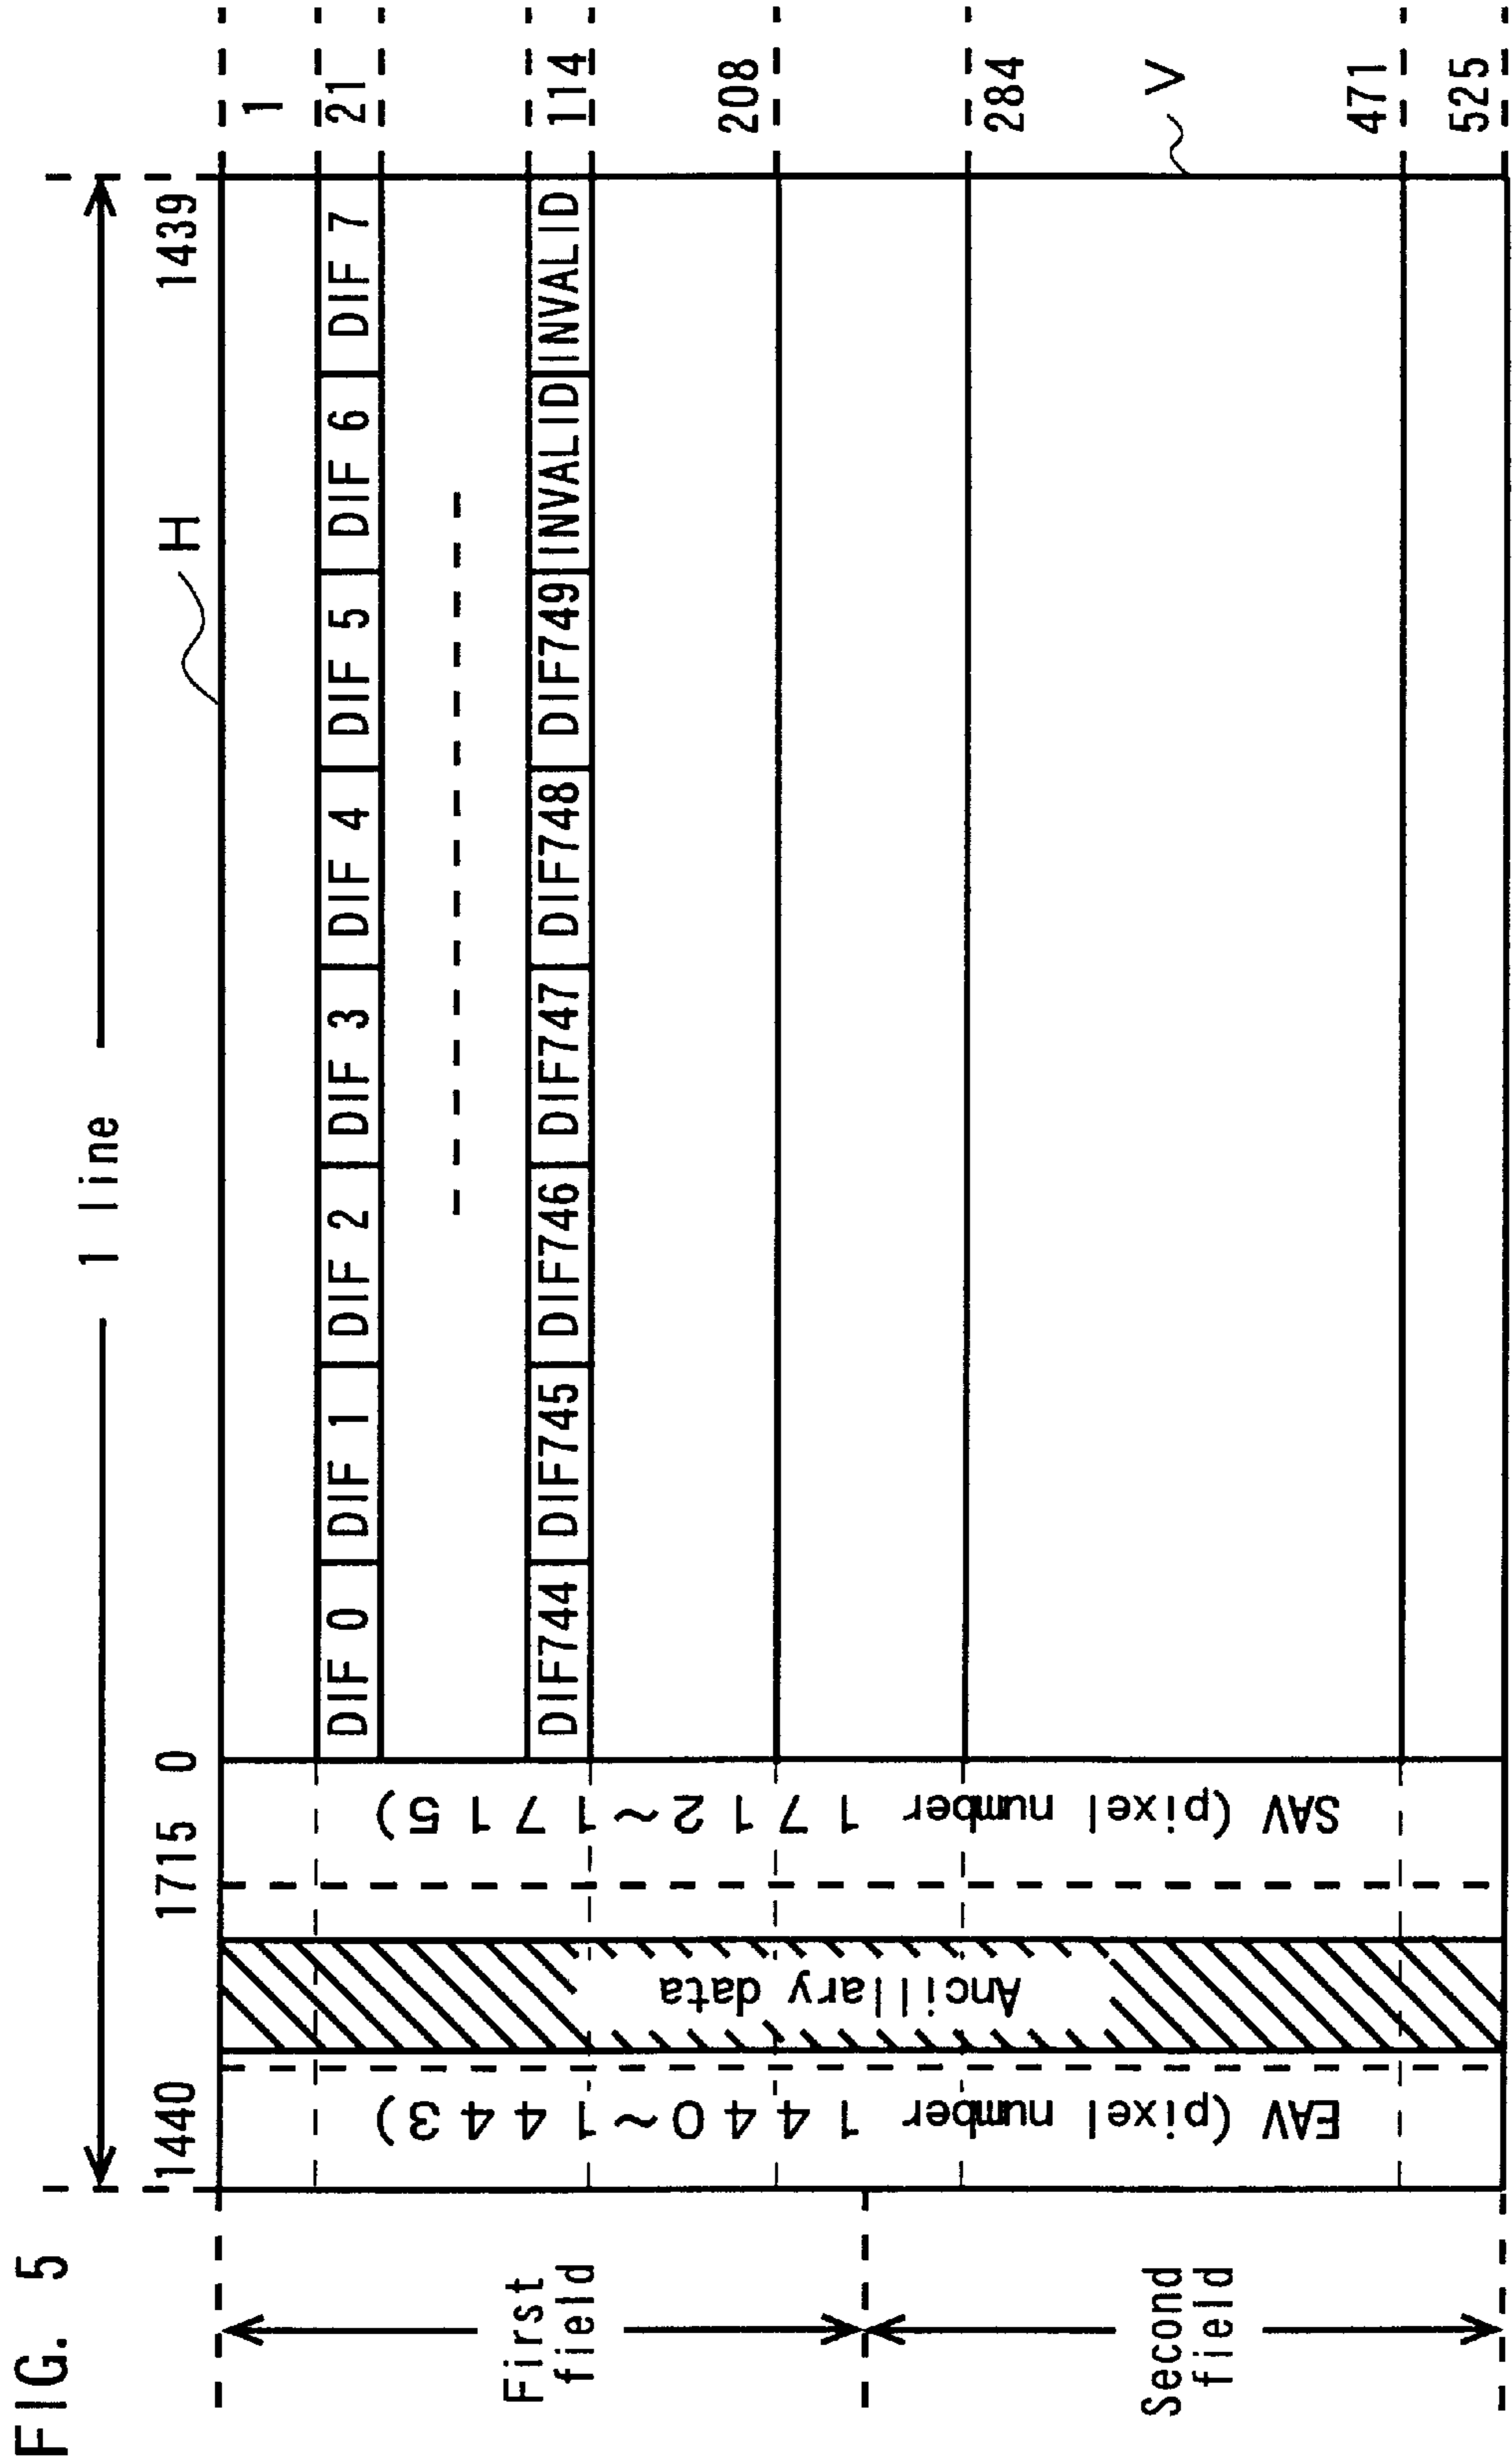 FIG. 5
1 line
1440
1715
0
H
1439
1
DIF 0 DIF 1 DIF 2 DIF 3 DIF 4 DIF 5 DIF 6 DIF 7
21
DIF744 DIF745 DIF746 DIF747 DIF748 DIF749 INVALID INVALID
114
208
284
V
471
525
First
field
Second
field
EAV (pixel number 1440~1443)
Ancillary data
SAV (pixel number 1712~1715)